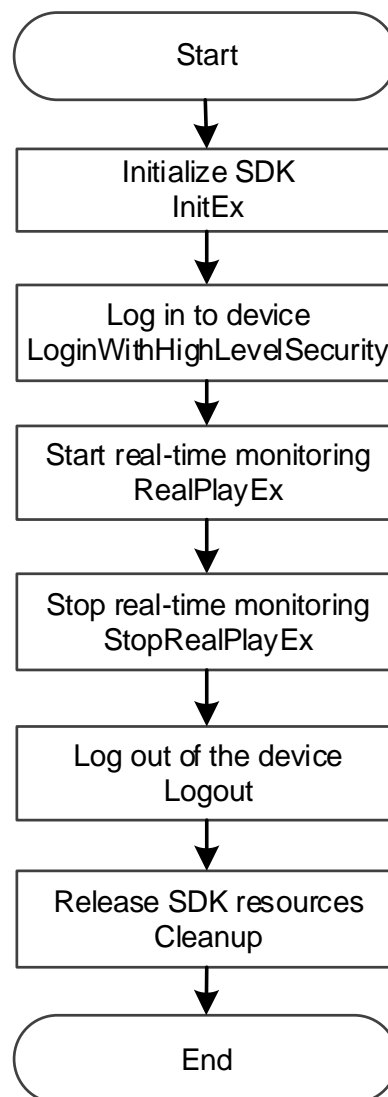 Start
Initialize SDK
InitEx
Log in to device
LoginWithHighLevelSecurity
Start real-time monitoring
RealPlayEx
Stop real-time monitoring
StopRealPlayEx
Log out of the device
Logout
Release SDK resources
Cleanup
End